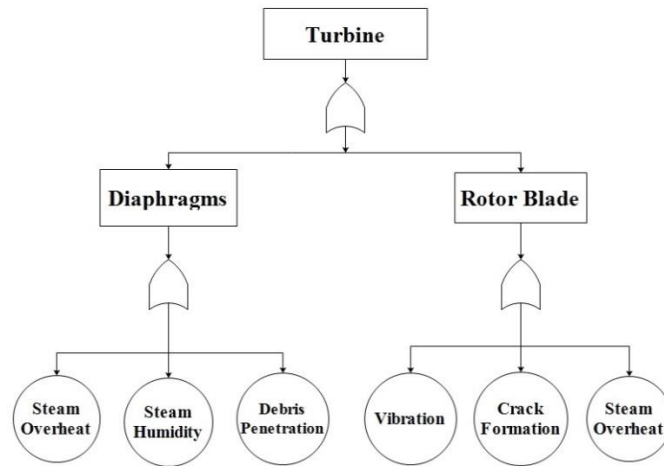 Turbine
Diaphragms
Rotor Blade
Steam
Overheat
Steam
Humidity
Debris
Penetration
Vibration
Crack
Formation
Steam
Overheat